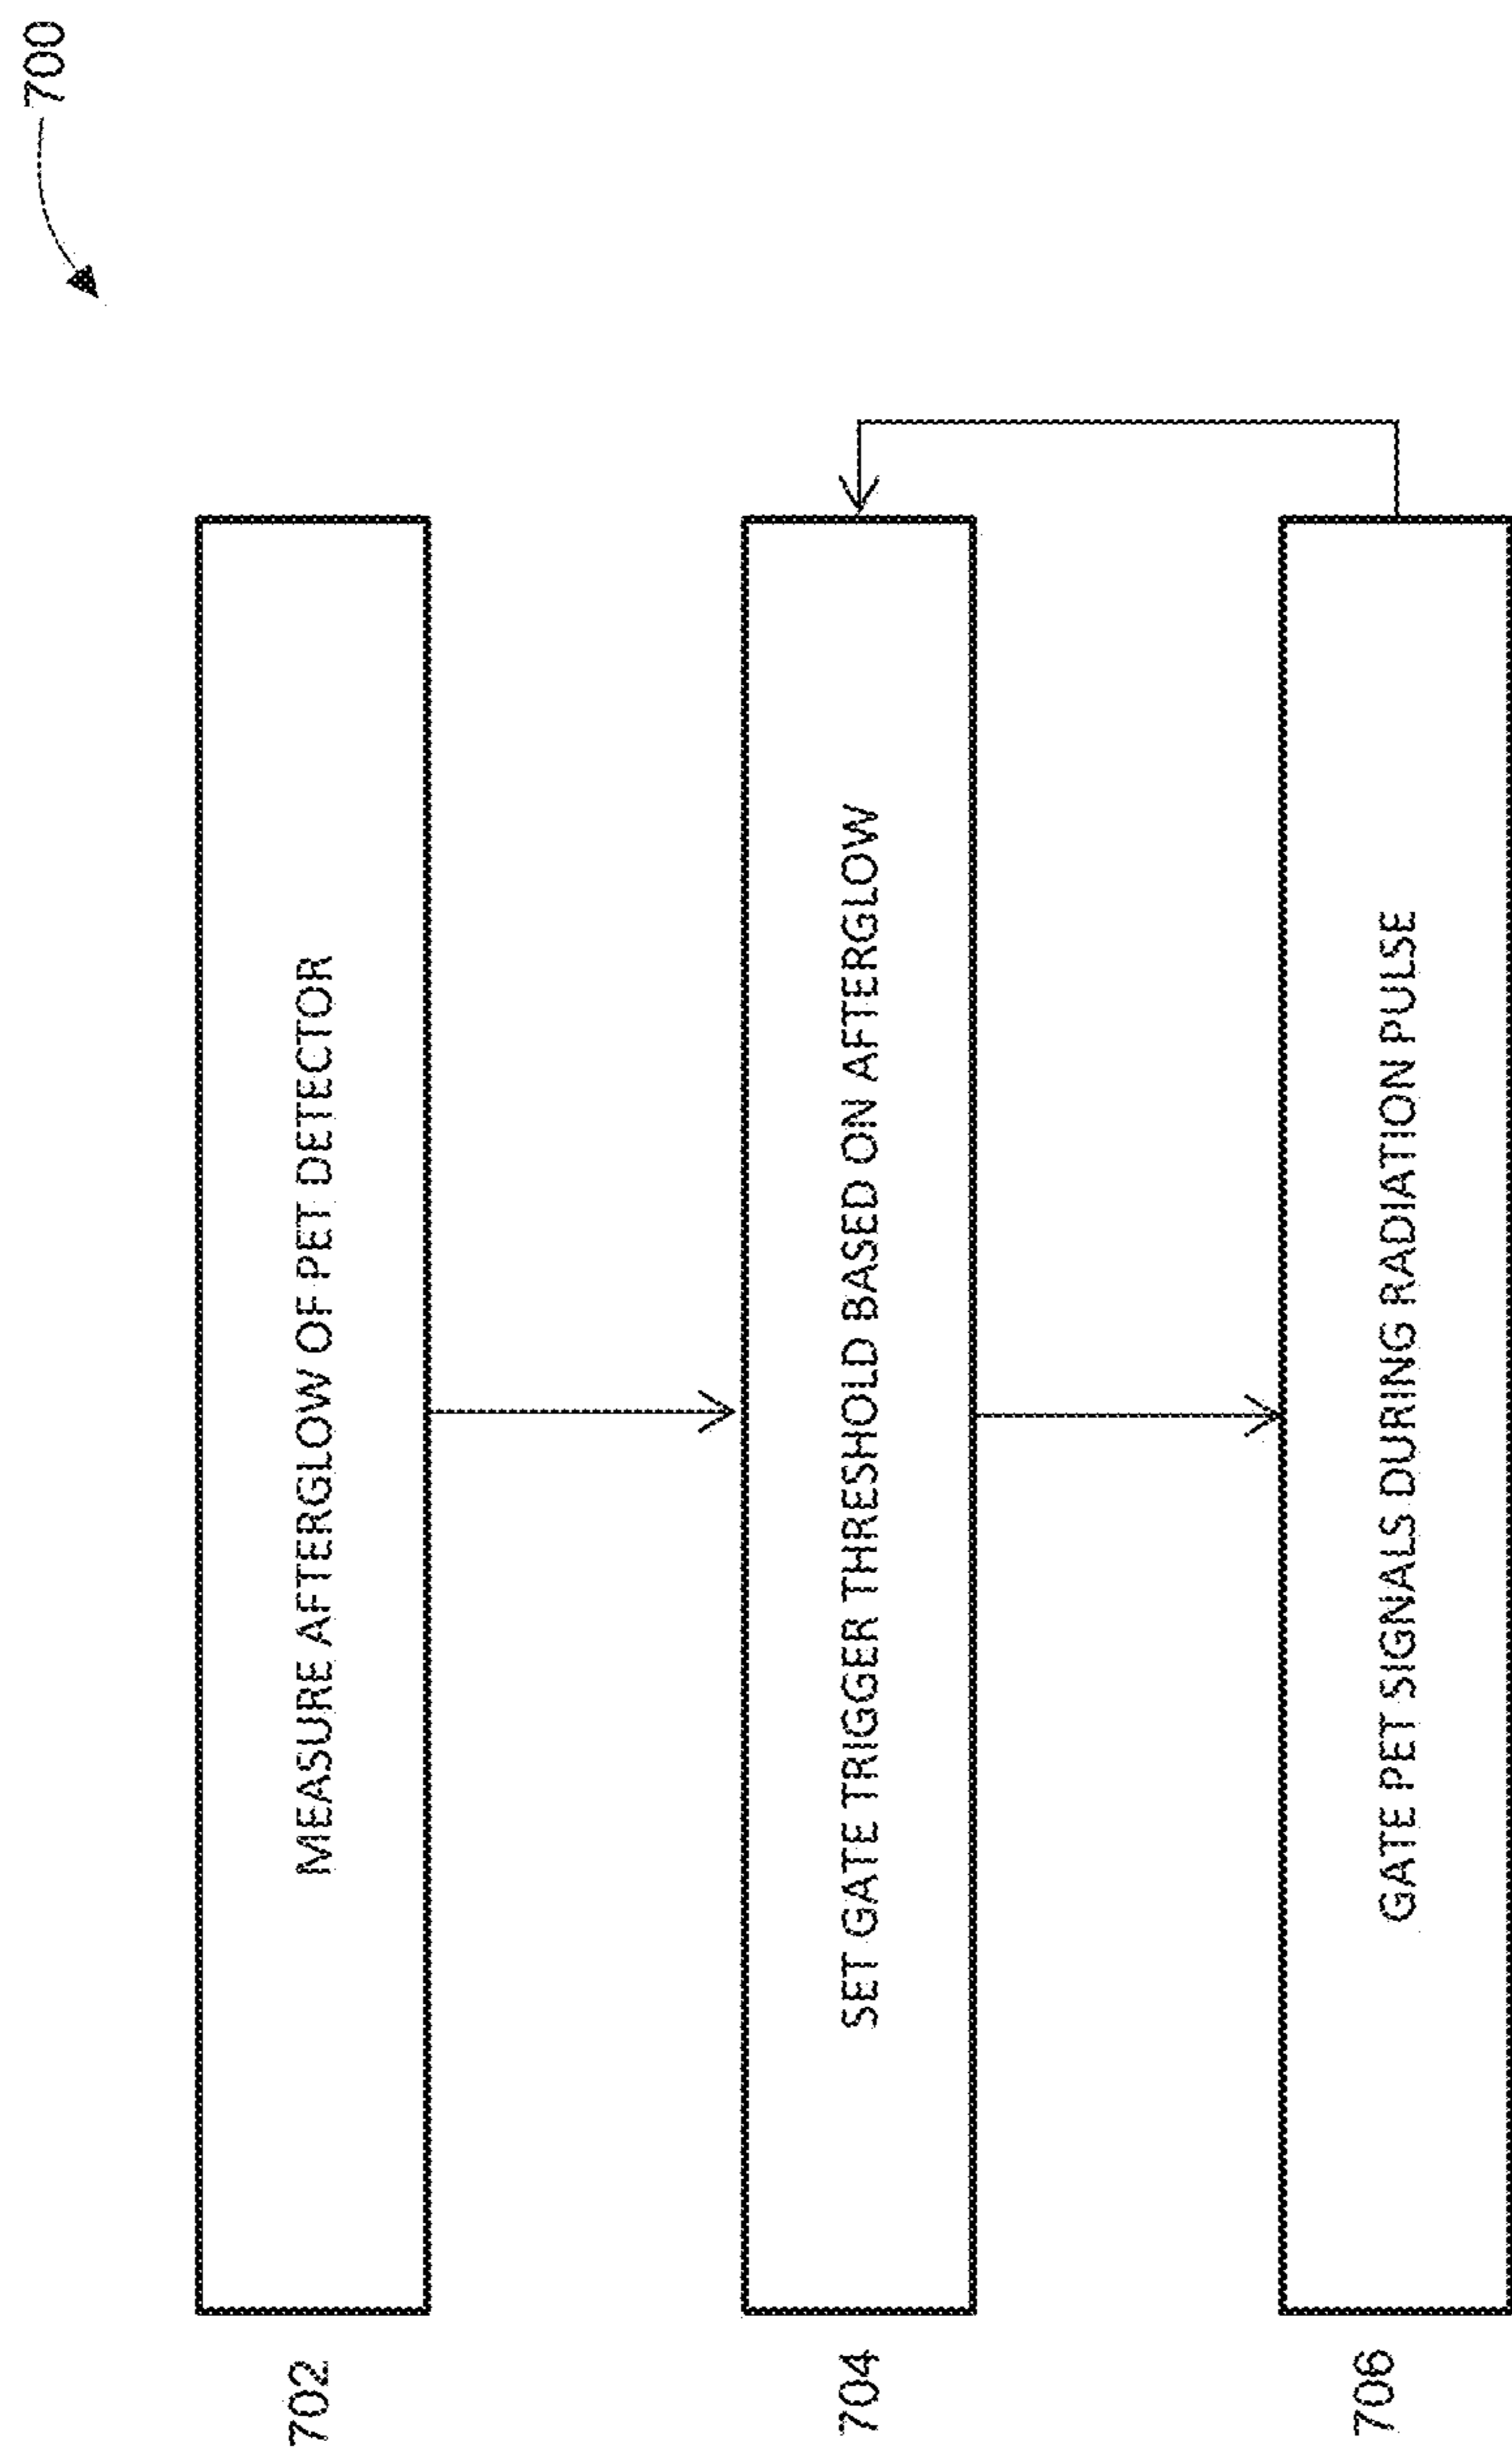 700
702
MEASURE AFTERGLOW OF PET DETECTOR
704
SET GATE TRIGGER THRESHOLD BASED ON AFTERGLOW
706
GATE PET SIGNALS DURING RADIATION PULSE